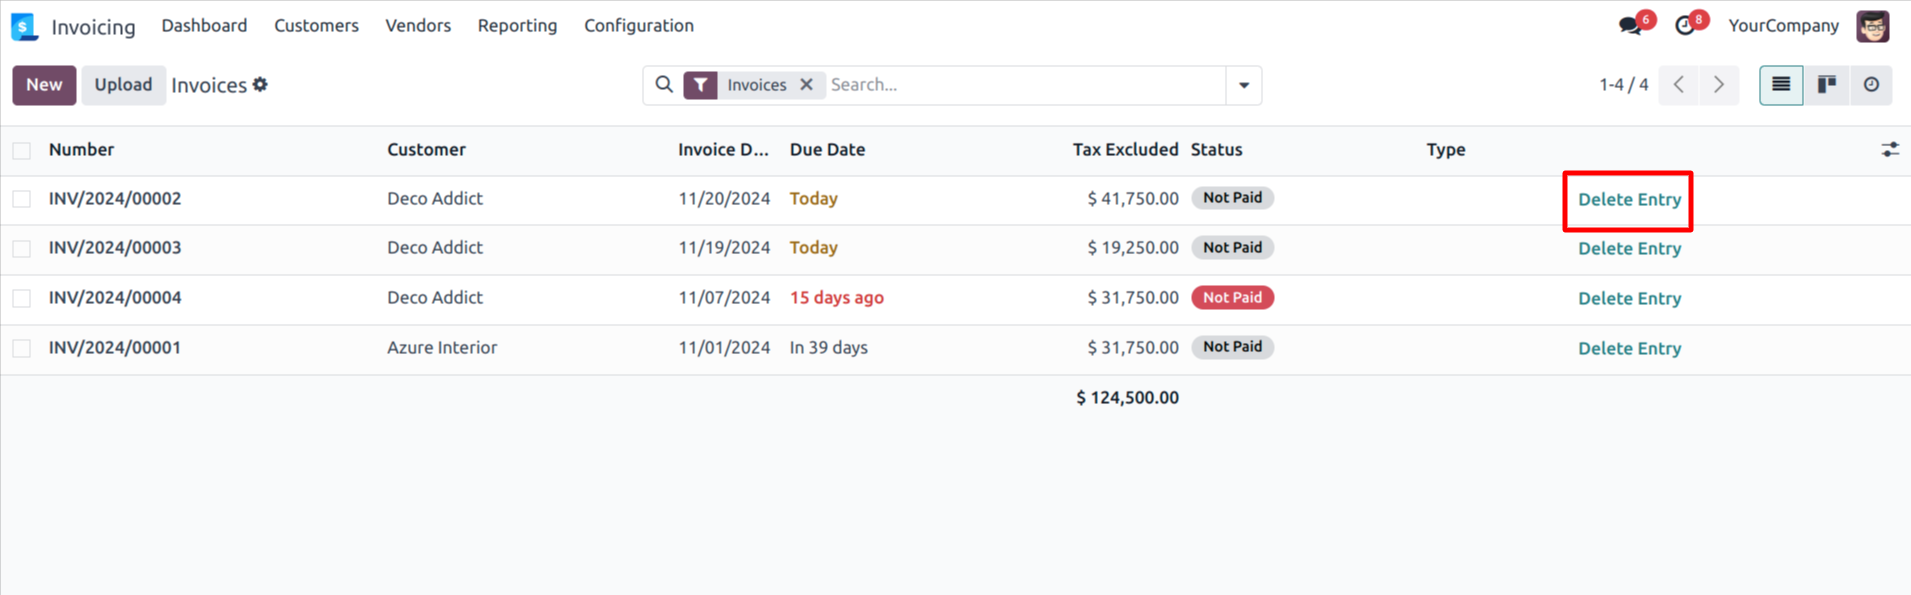 Invoicing Dashboard Customers Vendors Reporting Configuration 6 8 YourCompany
New Upload Invoices Invoices Search... 1-4 / 4
Number Customer Invoice D... Due Date Tax Excluded Status Type
INV/2024/00002 Deco Addict 11/20/2024 Today $ 41,750.00 Not Paid Delete Entry
INV/2024/00003 Deco Addict 11/19/2024 Today $ 19,250.00 Not Paid Delete Entry
INV/2024/00004 Deco Addict 11/07/2024 15 days ago $ 31,750.00 Not Paid Delete Entry
INV/2024/00001 Azure Interior 11/01/2024 In 39 days $ 31,750.00 Not Paid Delete Entry
$ 124,500.00